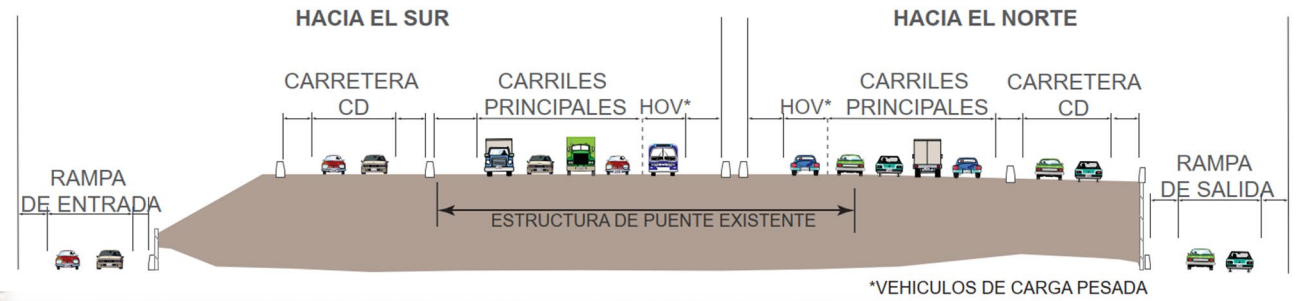 HACIA EL SUR
HACIA EL NORTE
CARRETERA
CD
CARRILES
PRINCIPALES
HOV*
HOV*
CARRILES
PRINCIPALES
CARRETERA
CD
RAMPA
DE ENTRADA
RAMPA
DE SALIDA
ESTRUCTURA DE PUENTE EXISTENTE
*VEHICULOS DE CARGA PESADA